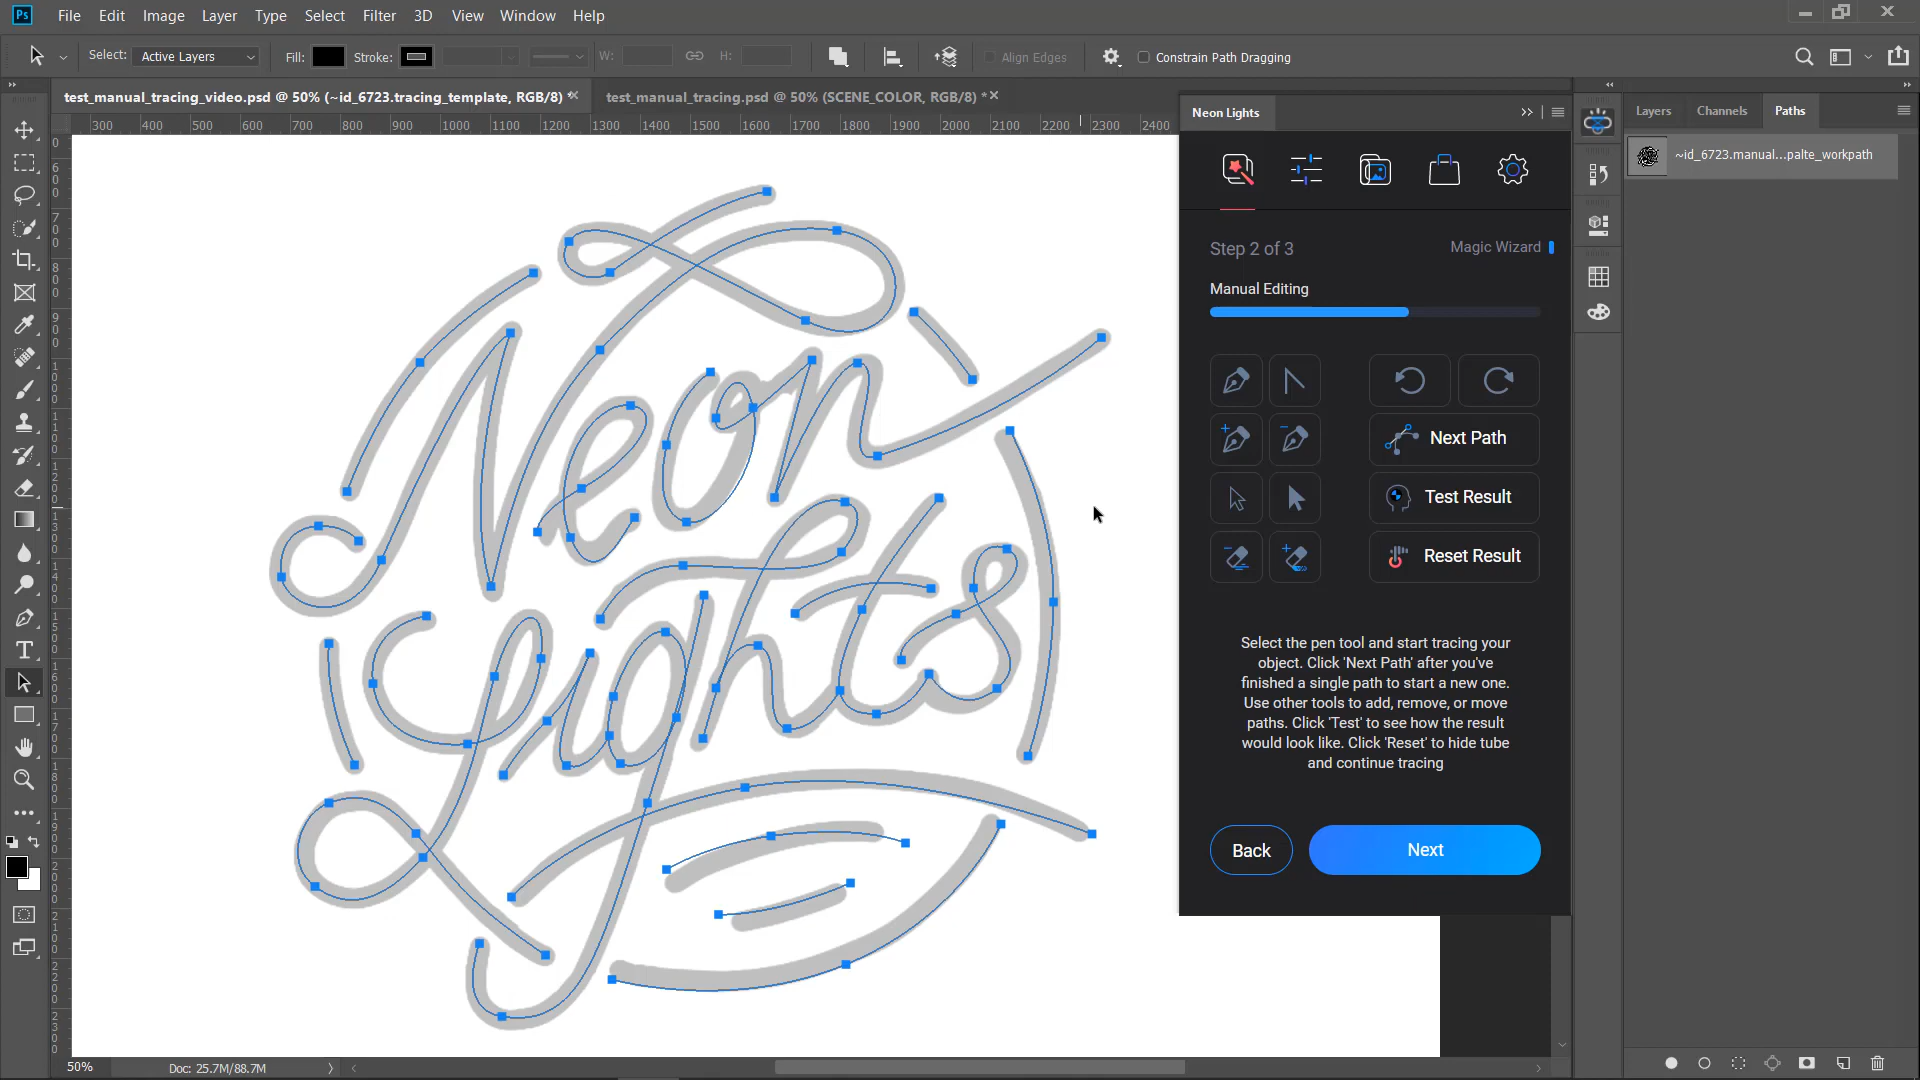 Ps File Edit Image Layer Type Select Filter 3D View Window Help
Select: Active Layers Fill: Stroke: W: H: Align Edges Constrain Path Dragging
test_manual_tracing_video.psd @ 50% (~id_6723.tracing_template, RGB/8) *
test_manual_tracing.psd @ 50% (SCENE_COLOR, RGB/8) *
300 400 500 600 700 800 900 1000 1100 1200 1300 1400 1500 1600 1700 1800 1900 2000 2100 2200 2300 2400
Neon Lights
Layers Channels Paths
~id_6723.manual...palte_workpath
Step 2 of 3
Magic Wizard
Manual Editing
Next Path
Test Result
Reset Result
Select the pen tool and start tracing your
object. Click 'Next Path' after you've
finished a single path to start a new one.
Use other tools to add, remove, or move
paths. Click 'Test' to see how the result
would look like. Click 'Reset' to hide tube
and continue tracing
Back
Next
Neon
Lights
50% Doc: 25.7M/88.7M